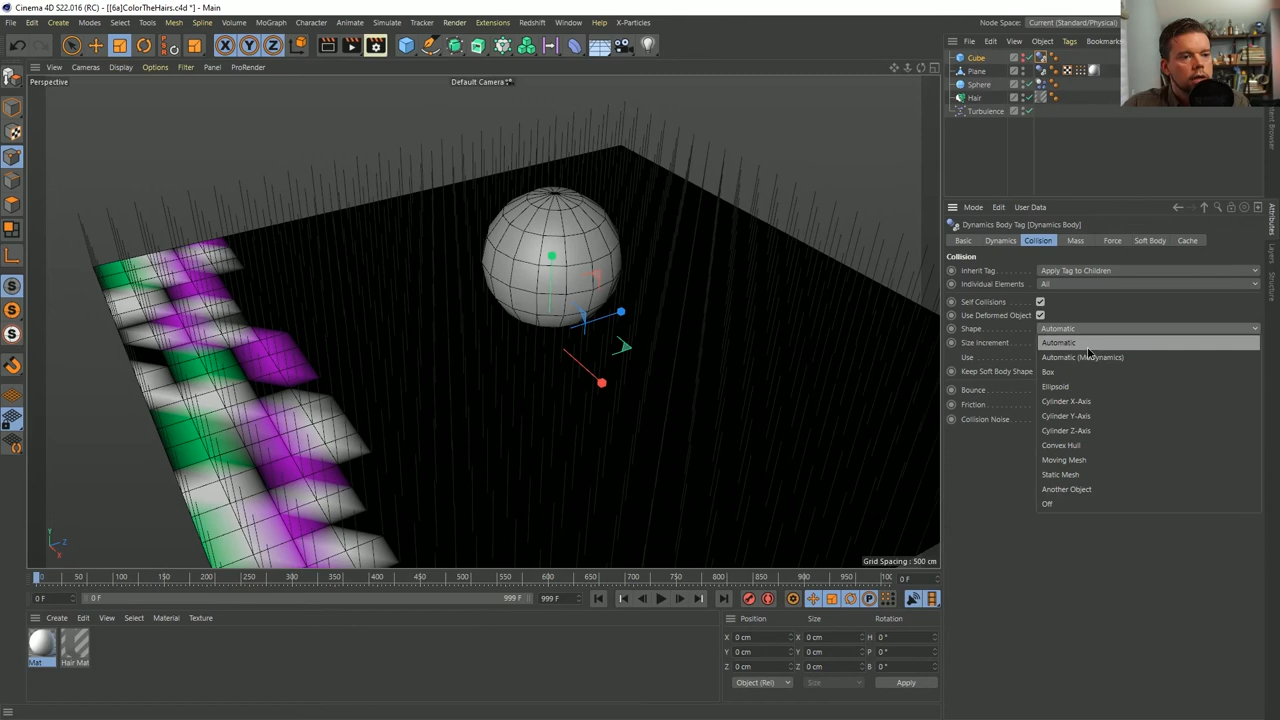 Cinema 4D S22.016 (RC) - [[6a]ColorTheHairs.c4d *] - Main
File Edit Create Modes Select Tools Mesh Spline Volume MoGraph Character Animate Simulate Tracker Render Extensions Redshift Window Help X-Particles
Node Space: Current (Standard/Physical)
File Edit View Object Tags Bookmarks
View Cameras Display Options Filter Panel ProRender
Perspective
Default Camera
Cube
Plane
Sphere
Hair
Turbulence
Content Browser
Mode Edit User Data
Dynamics Body Tag [Dynamics Body]
Basic Dynamics Collision Mass Force Soft Body Cache
Attributes
Layers
Structure
Collision
Inherit Tag Apply Tag to Children
Individual Elements All
Self Collisions
Use Deformed Object
Shape Automatic
Size Increment Automatic
Use
Keep Soft Body Shape
Box
Bounce
Ellipsoid
Friction Cylinder X-Axis
Collision Noise Cylinder Y-Axis
Cylinder Z-Axis
Convex Hull
Moving Mesh
Static Mesh
Another Object
Off
Grid Spacing : 500 cm
Y
Z
X
0 50 100 150 200 250 300 350 400 450 500 550 600 650 700 750 800 850 900 950 0 F
0 F 0 F 999 F 999 F
Create Edit View Select Material Texture
Position Size Rotation
X 0 cm X 0 cm H 0 °
Y 0 cm Y 0 cm P 0 °
Z 0 cm Z 0 cm B 0 °
Object (Rel) Size Apply
Mat Hair Mat